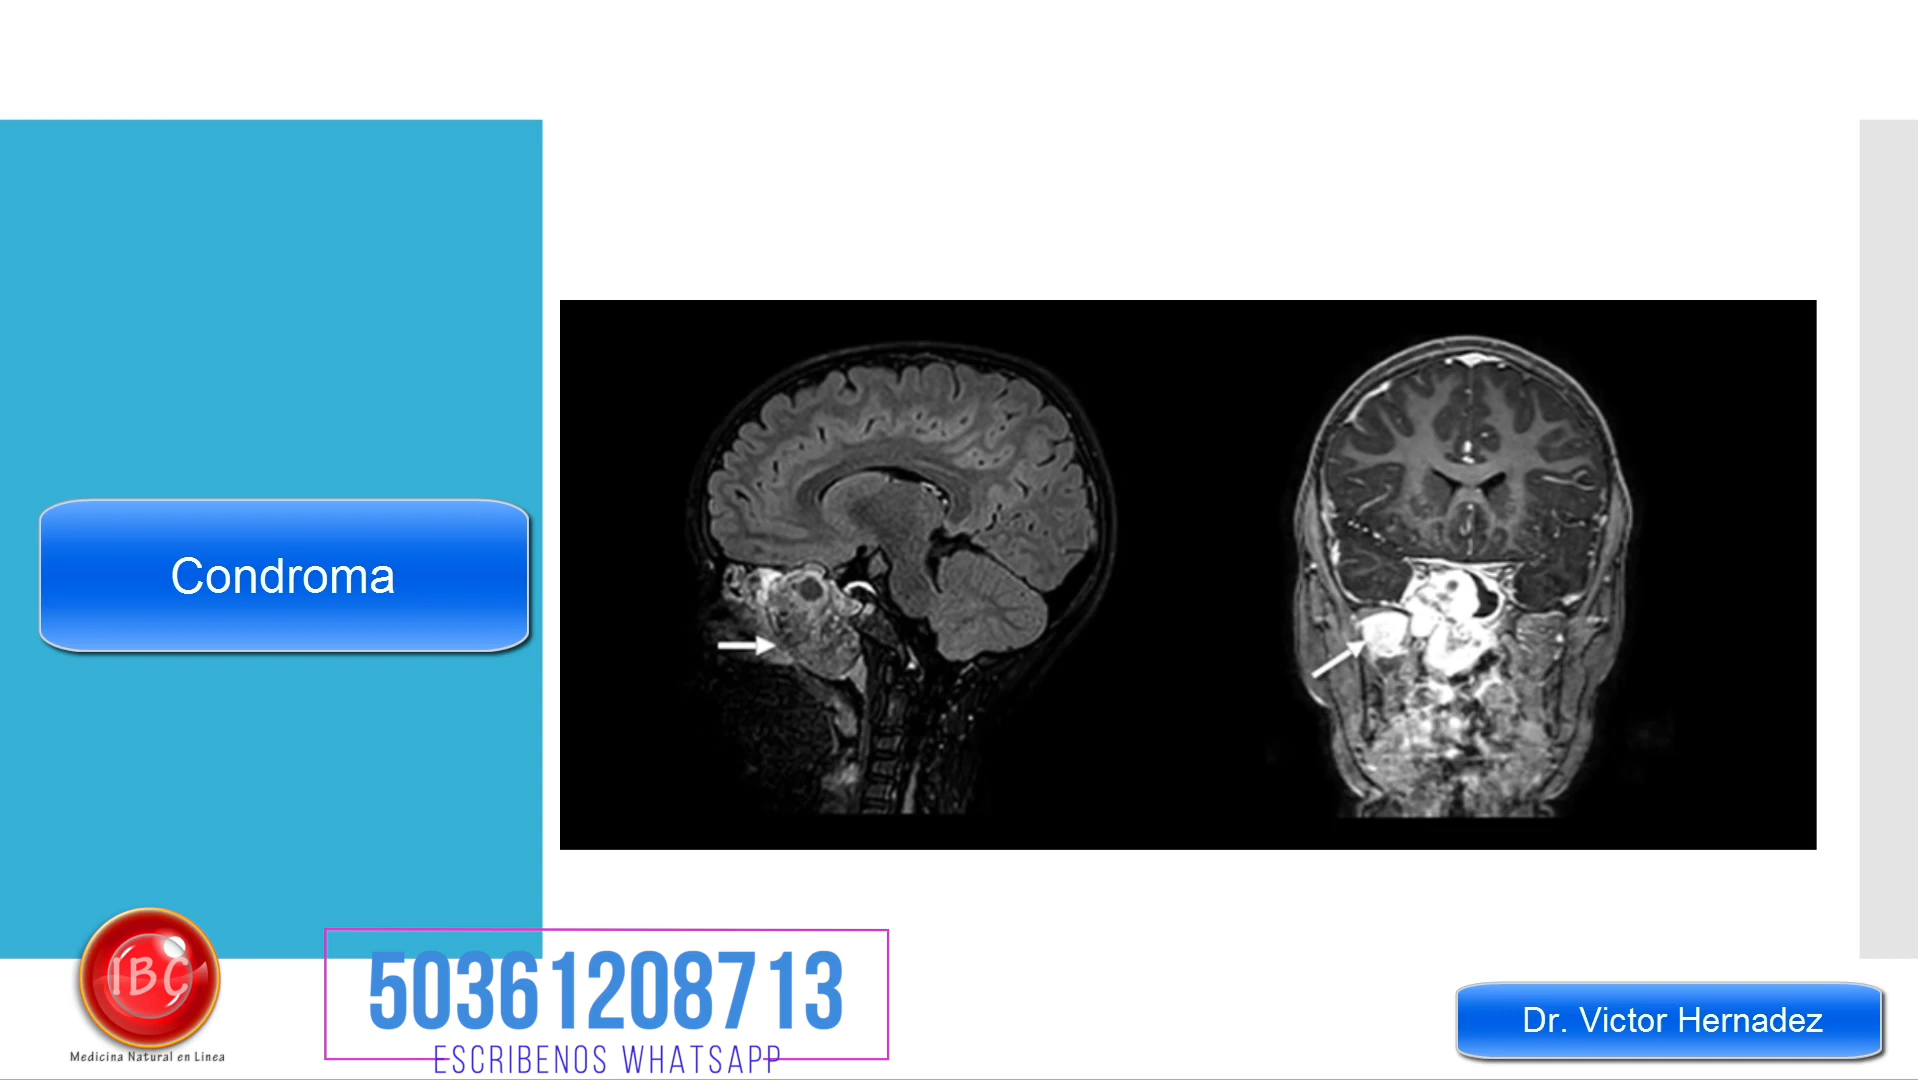 Condroma
IBC
Medicina Natural en Linea
50361208713
ESCRIBENOS WHATSAPP
Dr. Victor Hernadez